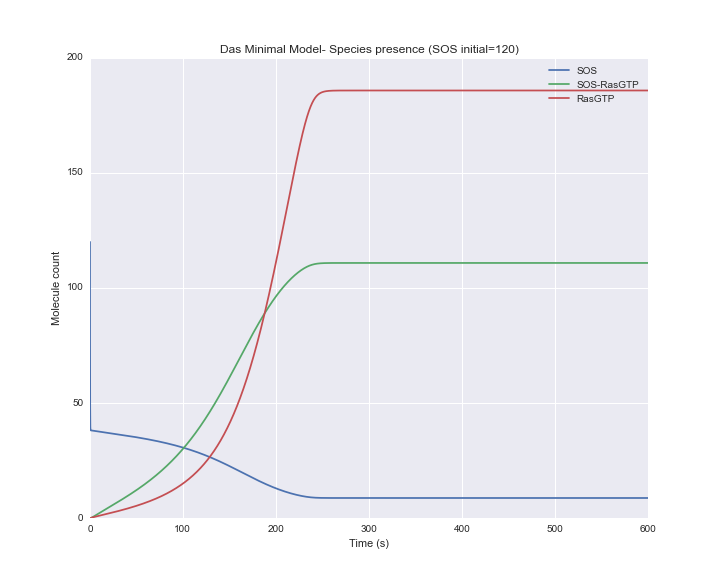 Das Minimal Model- Species presence (SOS initial=120)
200
150
100
50
0
Molecule count
SOS
SOS-RasGTP
RasGTP
0 100 200 300 400 500 600
Time (s)